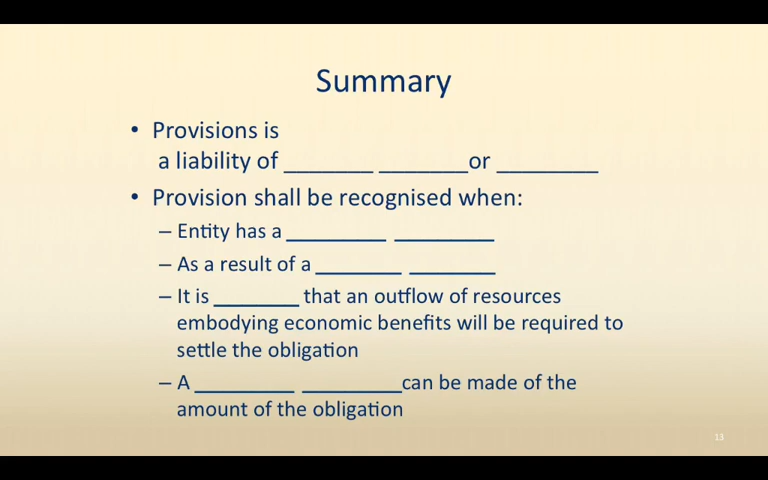 Summary
• Provisions is
a liability of _______ _______or ________
• Provision shall be recognised when:
– Entity has a _________ _________
– As a result of a ________ ________
– It is ________ that an outflow of resources
embodying economic benefits will be required to
settle the obligation
– A _________ _________can be made of the
amount of the obligation
13